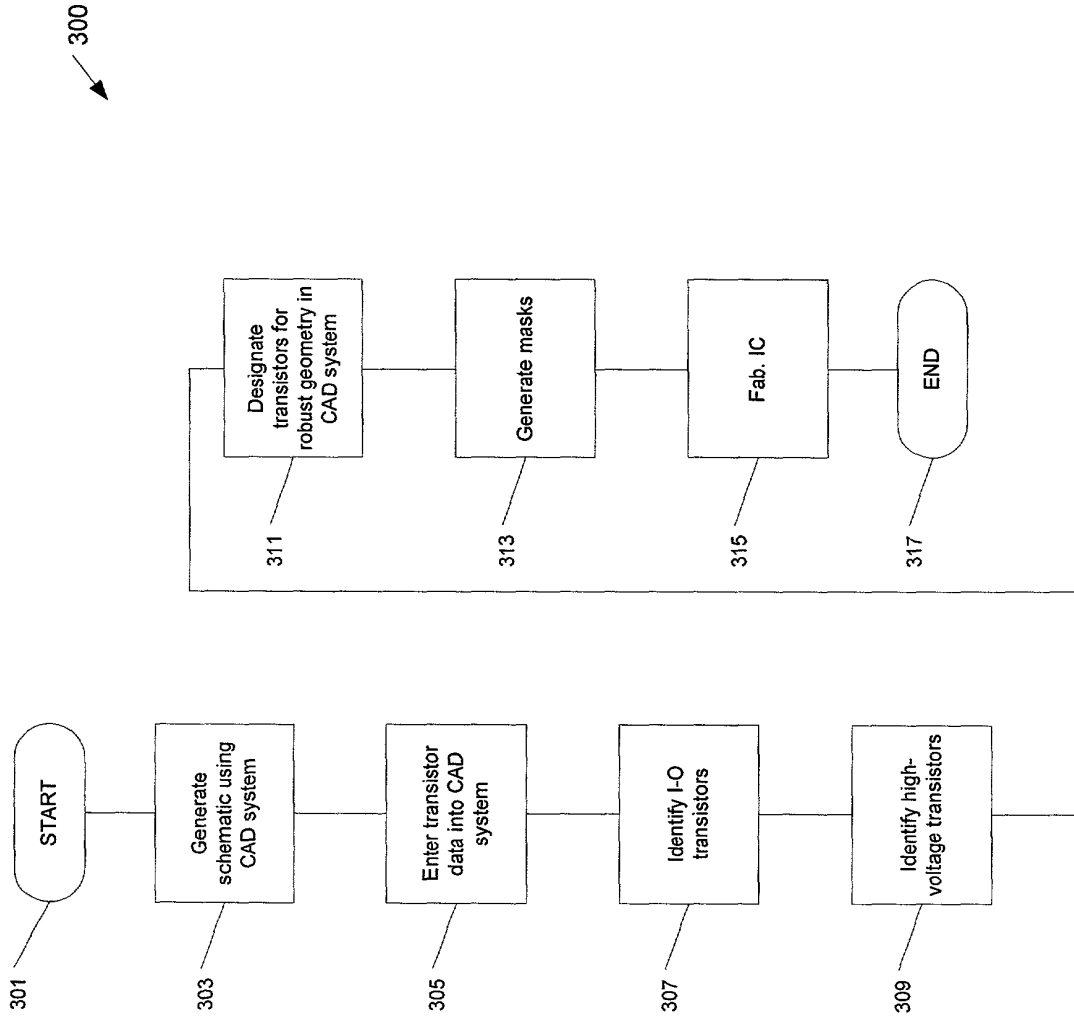 300
START
301
Generate
schematic using
CAD system
303
Enter transistor
data into CAD
system
305
Identify I-O
transistors
307
Identify high-
voltage transistors
309
Designate
transistors for
robust geometry in
CAD system
311
Generate masks
313
Fab. IC
315
END
317